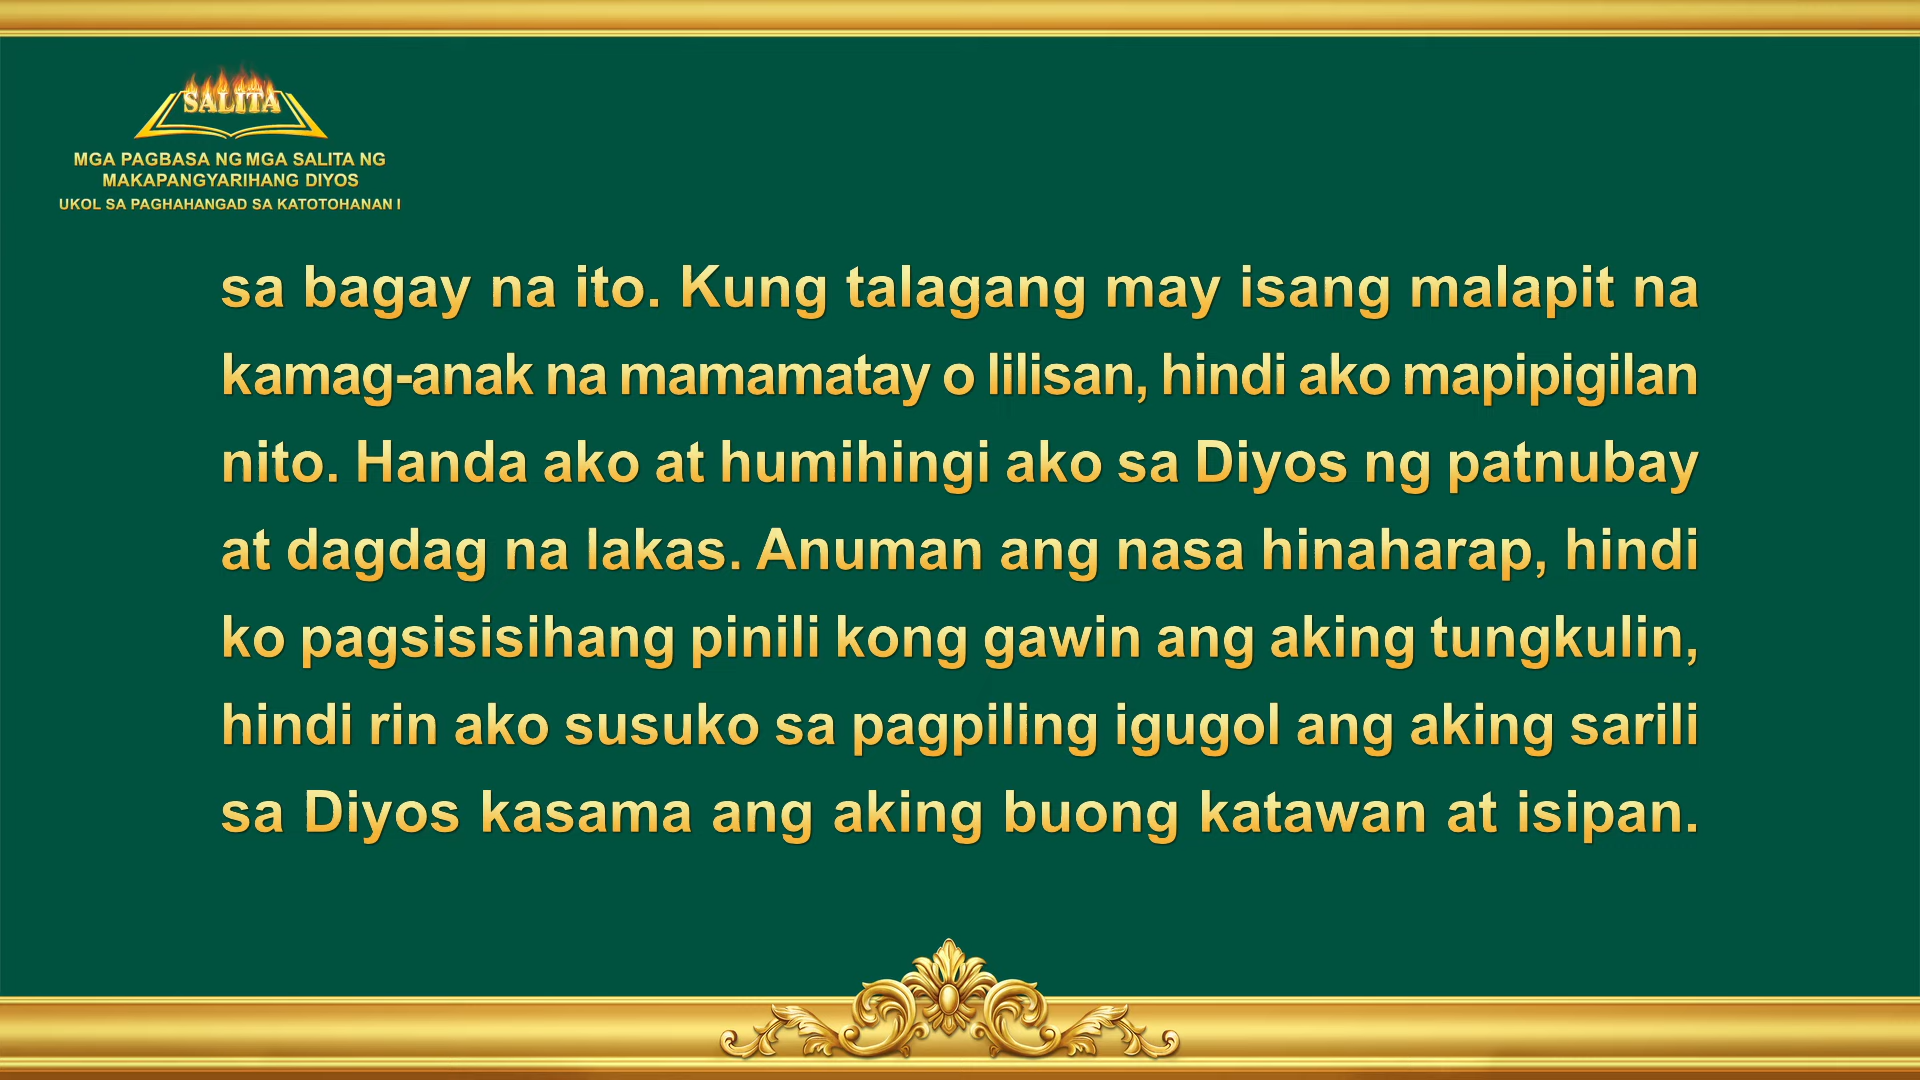 SALITA
MGA PAGBASA NG MGA SALITA NG
MAKAPANGYARIHANG DIYOS
UKOL SA PAGHAHANGAD SA KATOTOHANAN I
sa bagay na ito. Kung talagang may isang malapit na
kamag-anak na mamamatay o lilisan, hindi ako mapipigilan
nito. Handa ako at humihingi ako sa Diyos ng patnubay
at dagdag na lakas. Anuman ang nasa hinaharap, hindi
ko pagsisisihang pinili kong gawin ang aking tungkulin,
hindi rin ako susuko sa pagpiling igugol ang aking sarili
sa Diyos kasama ang aking buong katawan at isipan.